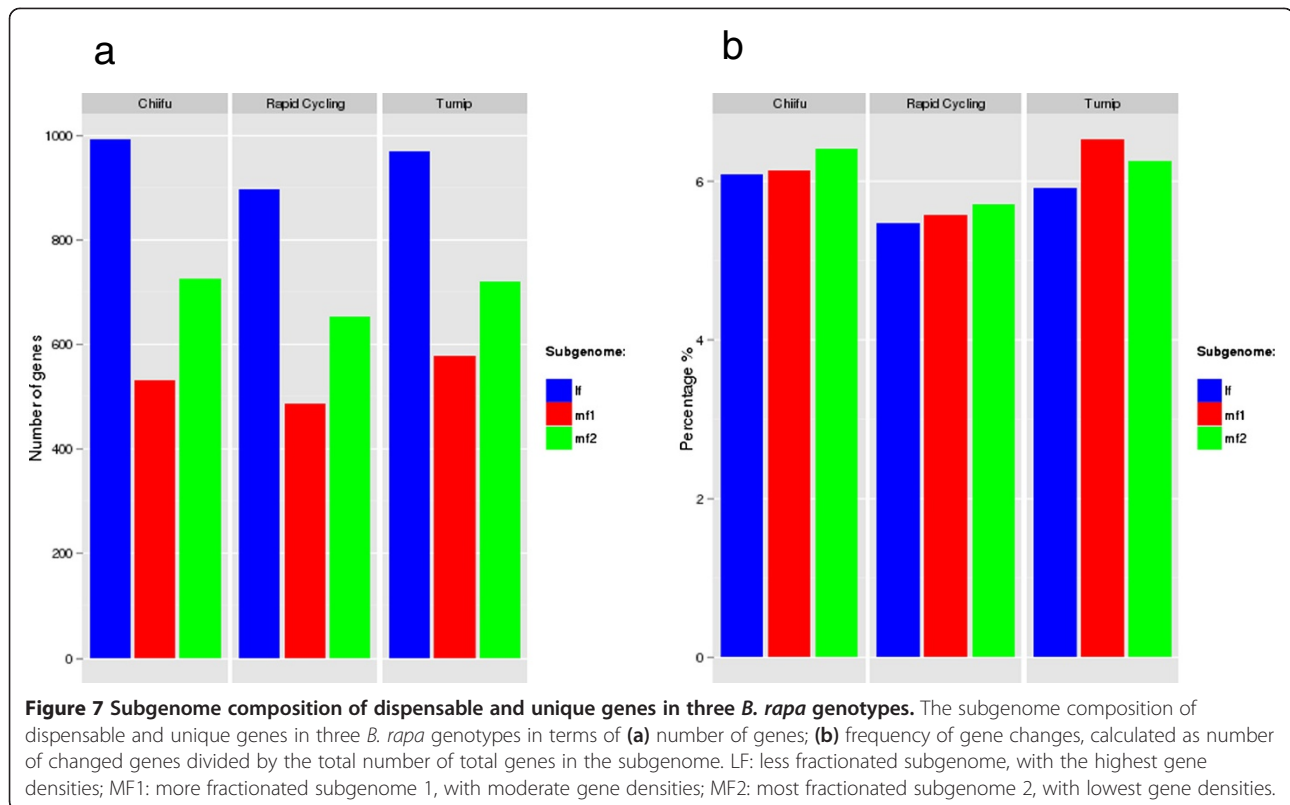 a
b
Chiifu
Rapid Cycling
Turnip
Number of genes
1000
800
600
400
200
0
Subgenome:
lf
mf1
mf2
Chiifu
Rapid Cycling
Turnip
Percentage %
6
4
2
0
Subgenome:
lf
mf1
mf2
Figure 7 Subgenome composition of dispensable and unique genes in three B. rapa genotypes. The subgenome composition of
dispensable and unique genes in three B. rapa genotypes in terms of (a) number of genes; (b) frequency of gene changes, calculated as number
of changed genes divided by the total number of total genes in the subgenome. LF: less fractionated subgenome, with the highest gene
densities; MF1: more fractionated subgenome 1, with moderate gene densities; MF2: most fractionated subgenome 2, with lowest gene densities.